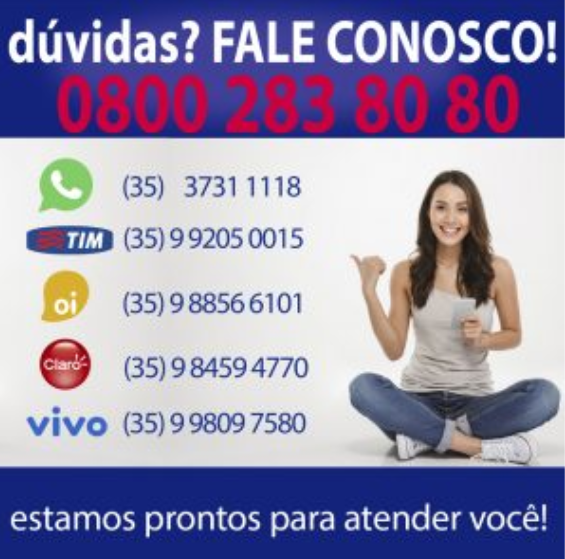 dúvidas? FALE CONOSCO!
0800 283 80 80
(35) 3731 1118
TIM (35) 9 9205 0015
oi (35) 9 8856 6101
Claro (35) 9 8459 4770
vivo (35) 9 9809 7580
estamos prontos para atender você!